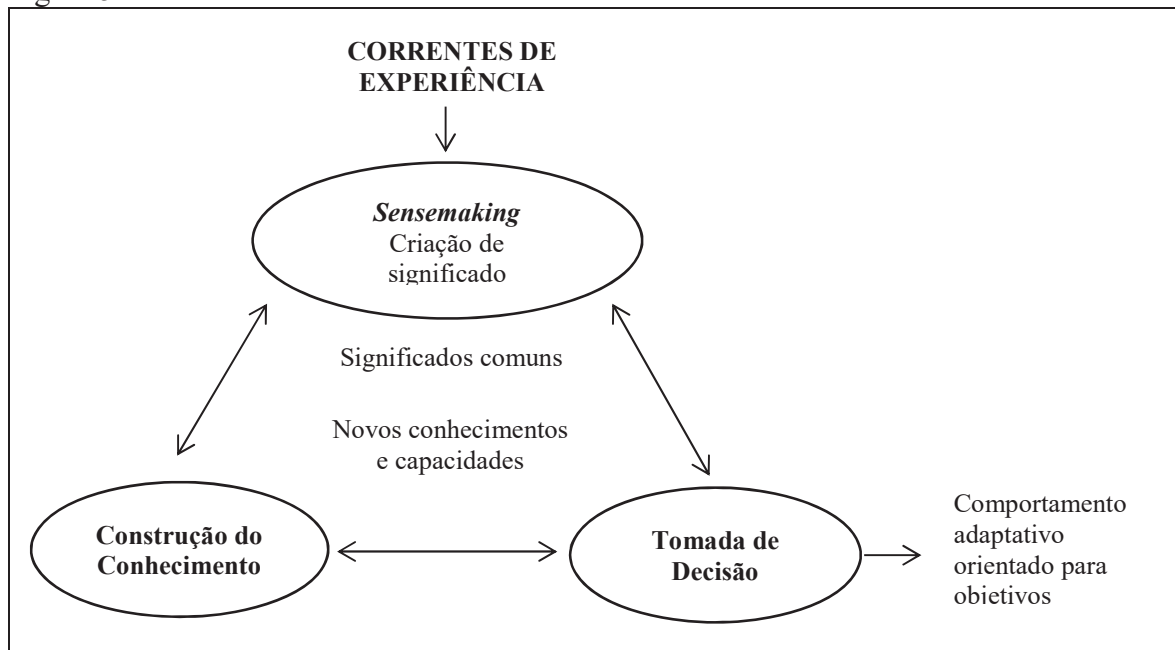 CORRENTES DE
EXPERIÊNCIA
Sensemaking
Criação de
significado
Significados comuns
Novos conhecimentos
e capacidades
Construção do
Conhecimento
Tomada de
Decisão
Comportamento
adaptativo
orientado para
objetivos